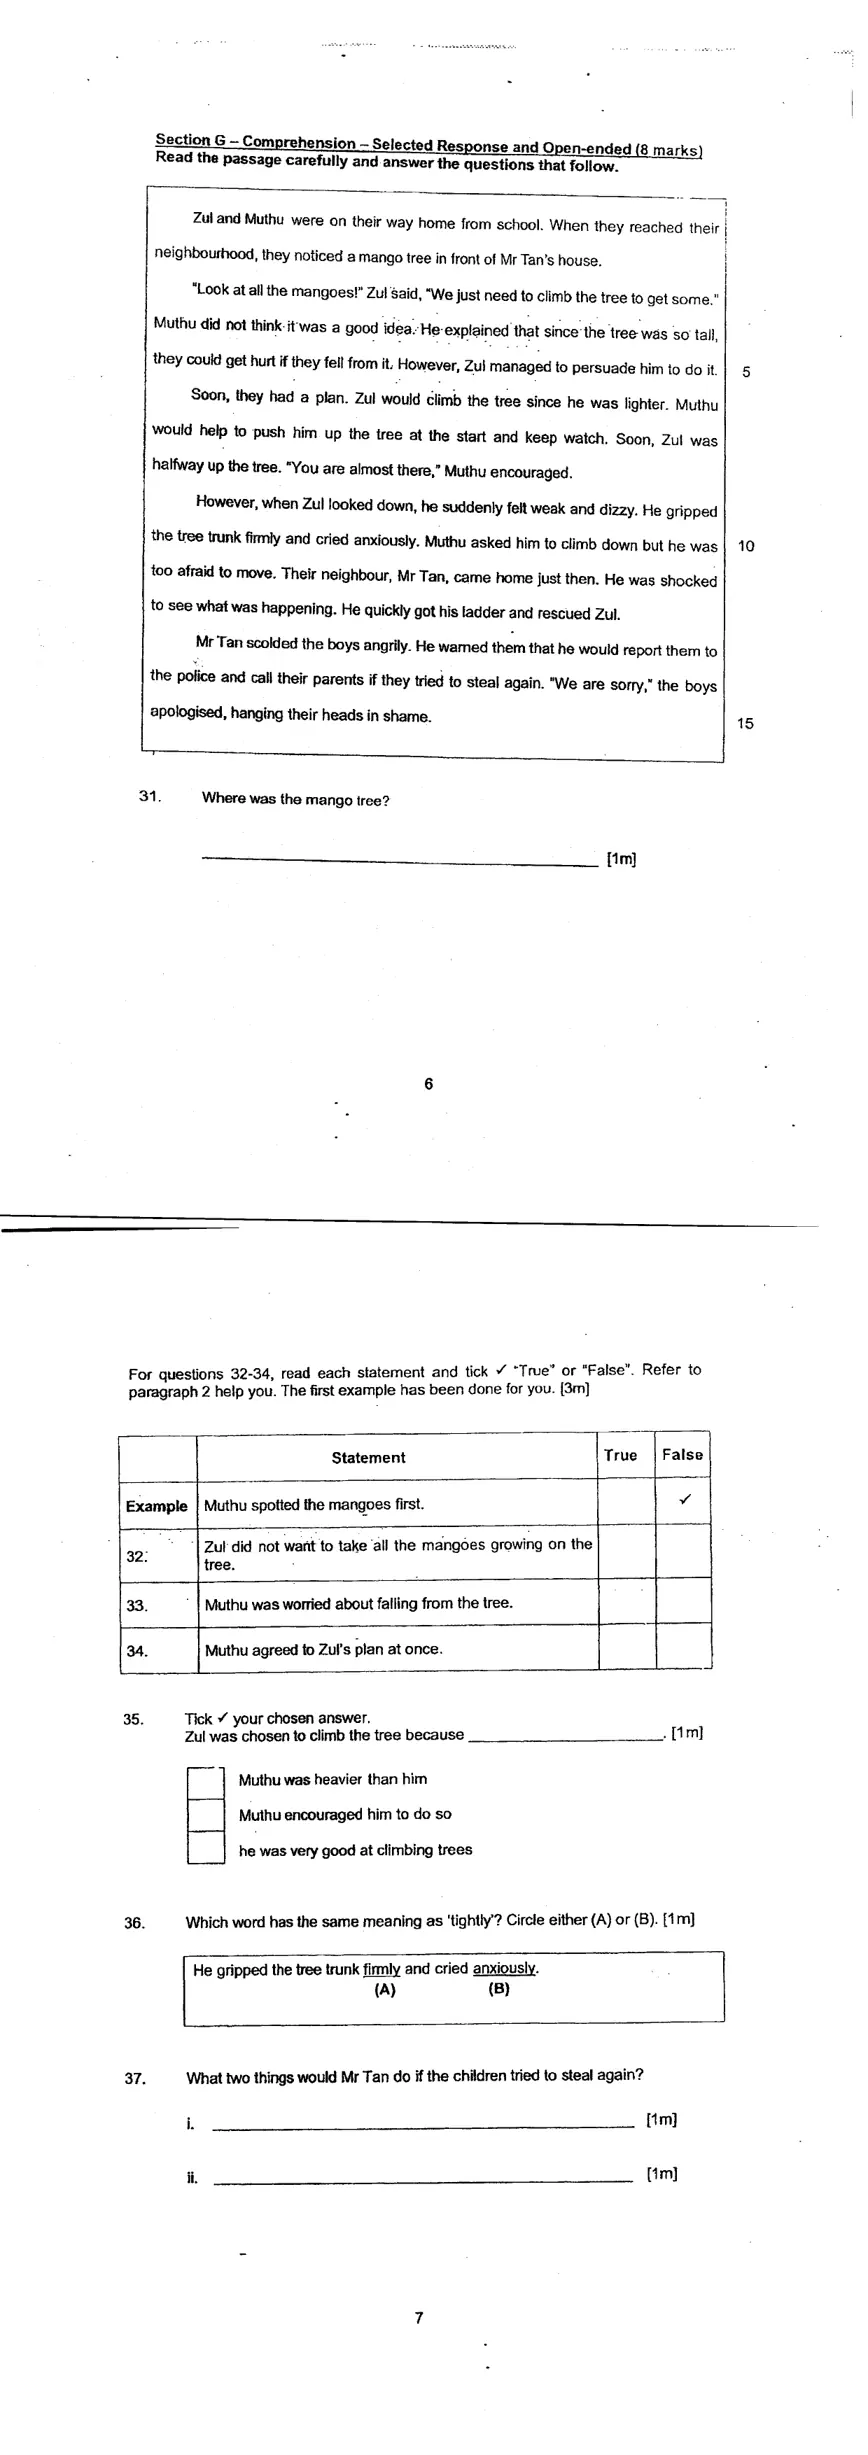 Section G – Comprehension – Selected Response and Open-ended (8 marks)
Read the passage carefully and answer the questions that follow.
Zul and Muthu were on their way home from school. When they reached their
neighbourhood, they noticed a mango tree in front of Mr Tan's house.
"Look at all the mangoes!" Zul said, "We just need to climb the tree to get some."
Muthu did not think it was a good idea. He explained that since the tree was so tall,
they could get hurt if they fell from it. However, Zul managed to persuade him to do it. 5
Soon, they had a plan. Zul would climb the tree since he was lighter. Muthu
would help to push him up the tree at the start and keep watch. Soon, Zul was
halfway up the tree. "You are almost there," Muthu encouraged.
However, when Zul looked down, he suddenly felt weak and dizzy. He gripped
the tree trunk firmly and cried anxiously. Muthu asked him to climb down but he was 10
too afraid to move. Their neighbour, Mr Tan, came home just then. He was shocked
to see what was happening. He quickly got his ladder and rescued Zul.
Mr Tan scolded the boys angrily. He warned them that he would report them to
the police and call their parents if they tried to steal again. "We are sorry," the boys
apologised, hanging their heads in shame. 15
31. Where was the mango tree?
[1m]
6
For questions 32-34, read each statement and tick ✓ "True" or "False". Refer to
paragraph 2 help you. The first example has been done for you. [3m]
Statement True False
Example Muthu spotted the mangoes first. ✓
32. Zul did not want to take all the mangoes growing on the
tree.
33. Muthu was worried about falling from the tree.
34. Muthu agreed to Zul's plan at once.
35. Tick ✓ your chosen answer.
Zul was chosen to climb the tree because ______. [1m]
Muthu was heavier than him
Muthu encouraged him to do so
he was very good at climbing trees
36. Which word has the same meaning as 'tightly'? Circle either (A) or (B). [1m]
He gripped the tree trunk firmly and cried anxiously.
(A) (B)
37. What two things would Mr Tan do if the children tried to steal again?
i. ______ [1m]
ii. ______ [1m]
7